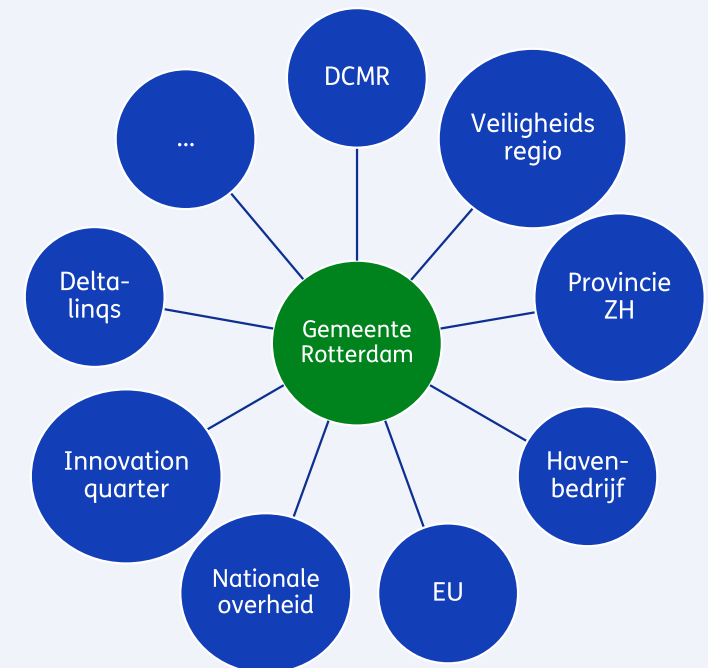 DCMR
Veiligheids
regio
Provincie
ZH
Haven-
bedrijf
EU
Nationale
overheid
Innovation
quarter
Delta-
linqs
...
Gemeente
Rotterdam